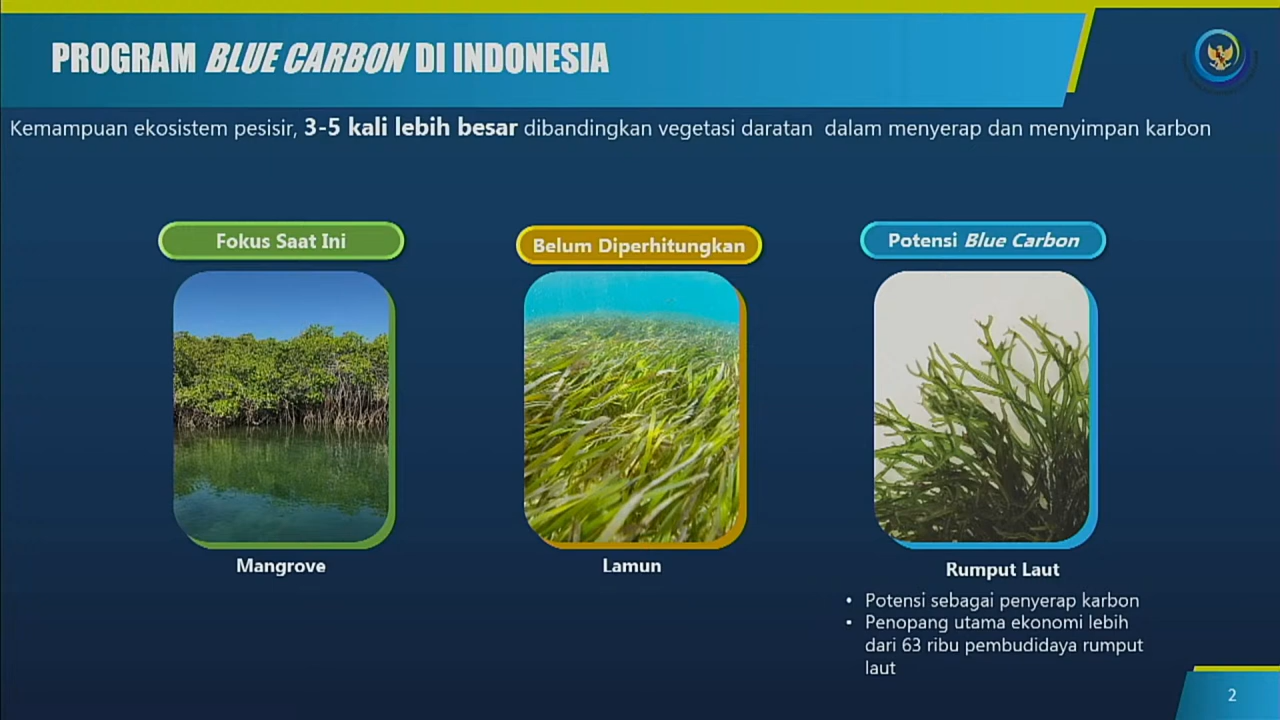 PROGRAM BLUE CARBON DI INDONESIA
Kemampuan ekosistem pesisir, 3-5 kali lebih besar dibandingkan vegetasi daratan dalam menyerap dan menyimpan karbon
Fokus Saat Ini
Belum Diperhitungkan
Potensi Blue Carbon
Mangrove
Lamun
Rumput Laut
• Potensi sebagai penyerap karbon
• Penopang utama ekonomi lebih
dari 63 ribu pembudidaya rumput
laut
2